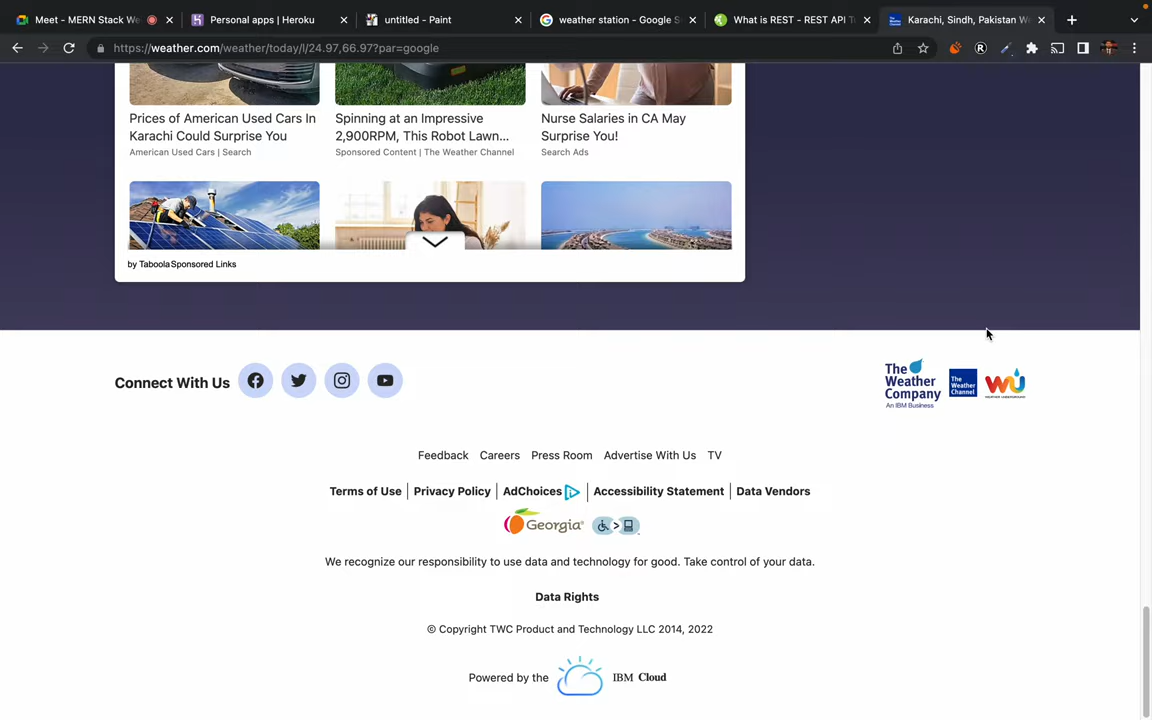 Meet - MERN Stack We
Personal apps | Heroku
untitled - Paint
weather station - Google S
What is REST - REST API T
Karachi, Sindh, Pakistan We
https://weather.com/weather/today/l/24.97,66.97?par=google
Prices of American Used Cars In
Karachi Could Surprise You
American Used Cars | Search
Spinning at an Impressive
2,900RPM, This Robot Lawn...
Sponsored Content | The Weather Channel
Nurse Salaries in CA May
Surprise You!
Search Ads
by Taboola Sponsored Links
Connect With Us
The
Weather
Company
An IBM Business
The
Weather
Channel
WU
WEATHER UNDERGROUND
Feedback Careers Press Room Advertise With Us TV
Terms of Use | Privacy Policy | AdChoices | Accessibility Statement | Data Vendors
Georgia
We recognize our responsibility to use data and technology for good. Take control of your data.
Data Rights
© Copyright TWC Product and Technology LLC 2014, 2022
Powered by the IBM Cloud